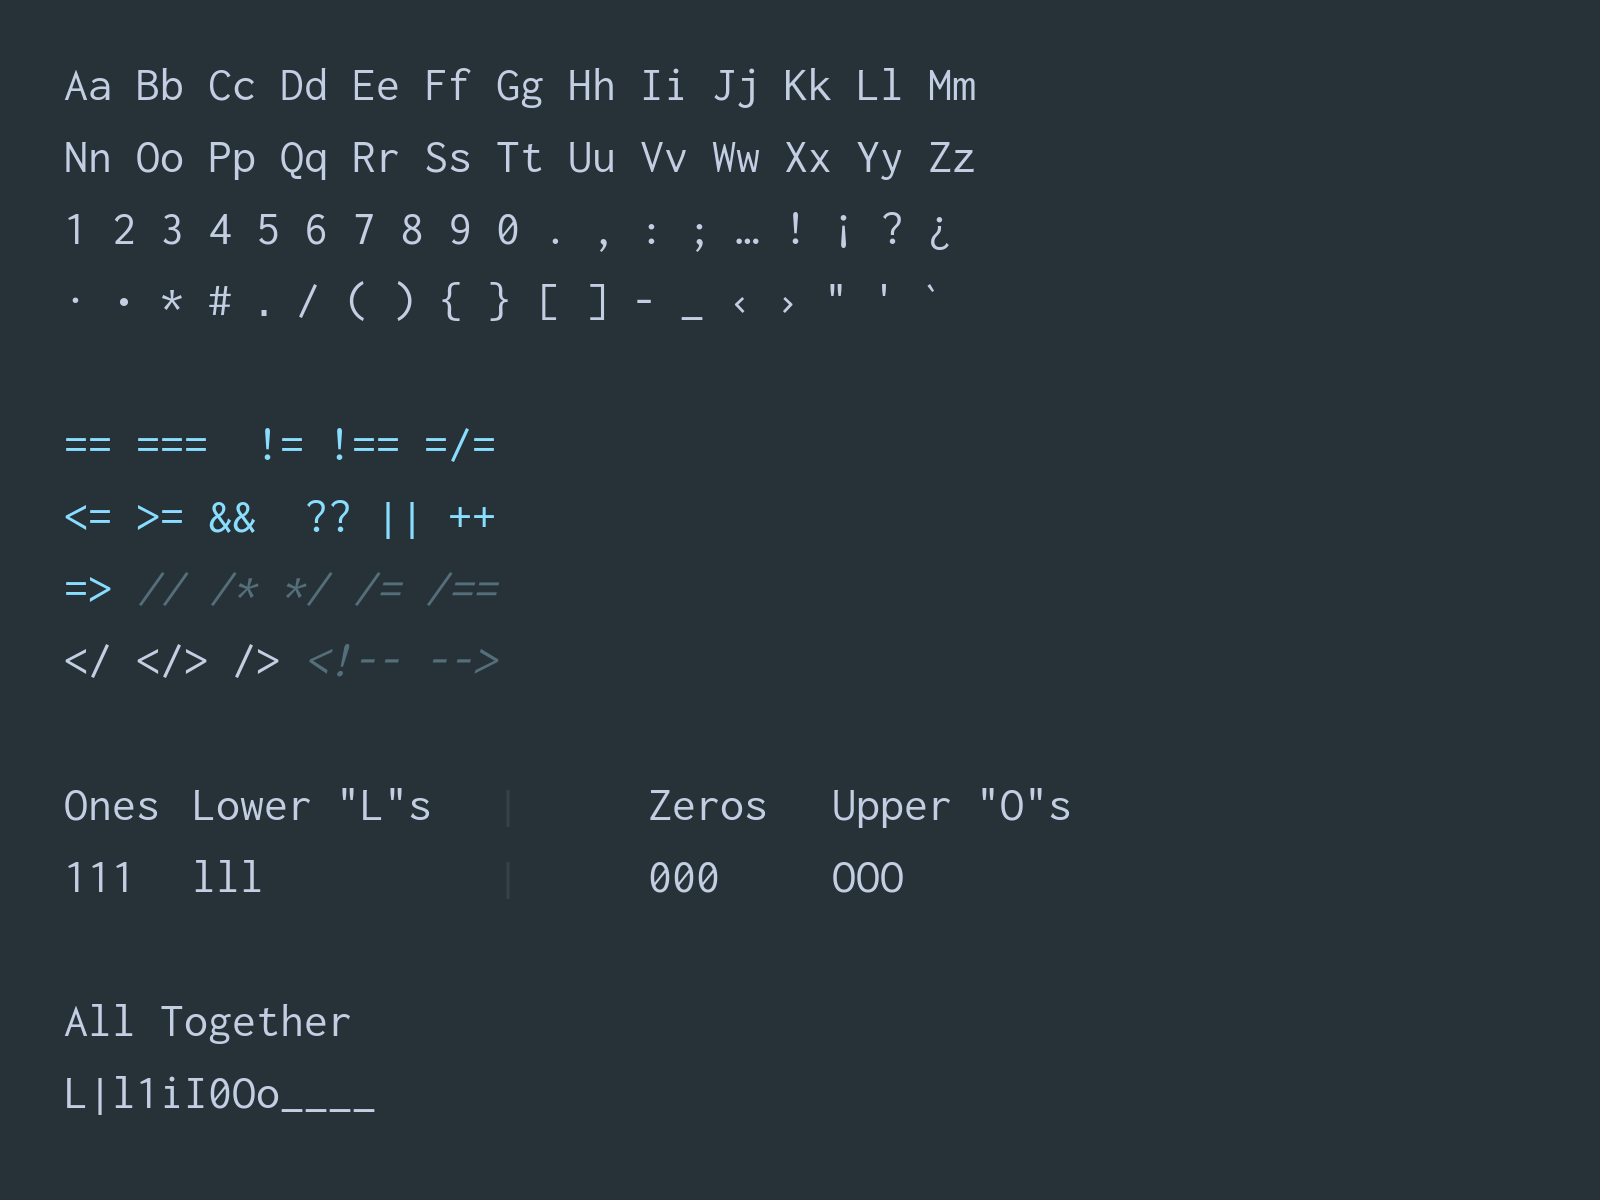 Aa Bb Cc Dd Ee Ff Gg Hh Ii Jj Kk Ll Mm
Nn Oo Pp Qq Rr Ss Tt Uu Vv Ww Xx Yy Zz
1 2 3 4 5 6 7 8 9 0 . , : ; … ! ¡ ? ¿
· • * # . / ( ) { } [ ] - _ ‹ › " ' `
== ===  != !== =/=
<= >= &&  ?? || ++
=> // /* */ /= /==
</ </> /> <!-- -->
Ones Lower "L"s | Zeros Upper "O"s
111 lll | 000 OOO
All Together
L|l1iI0Oo____